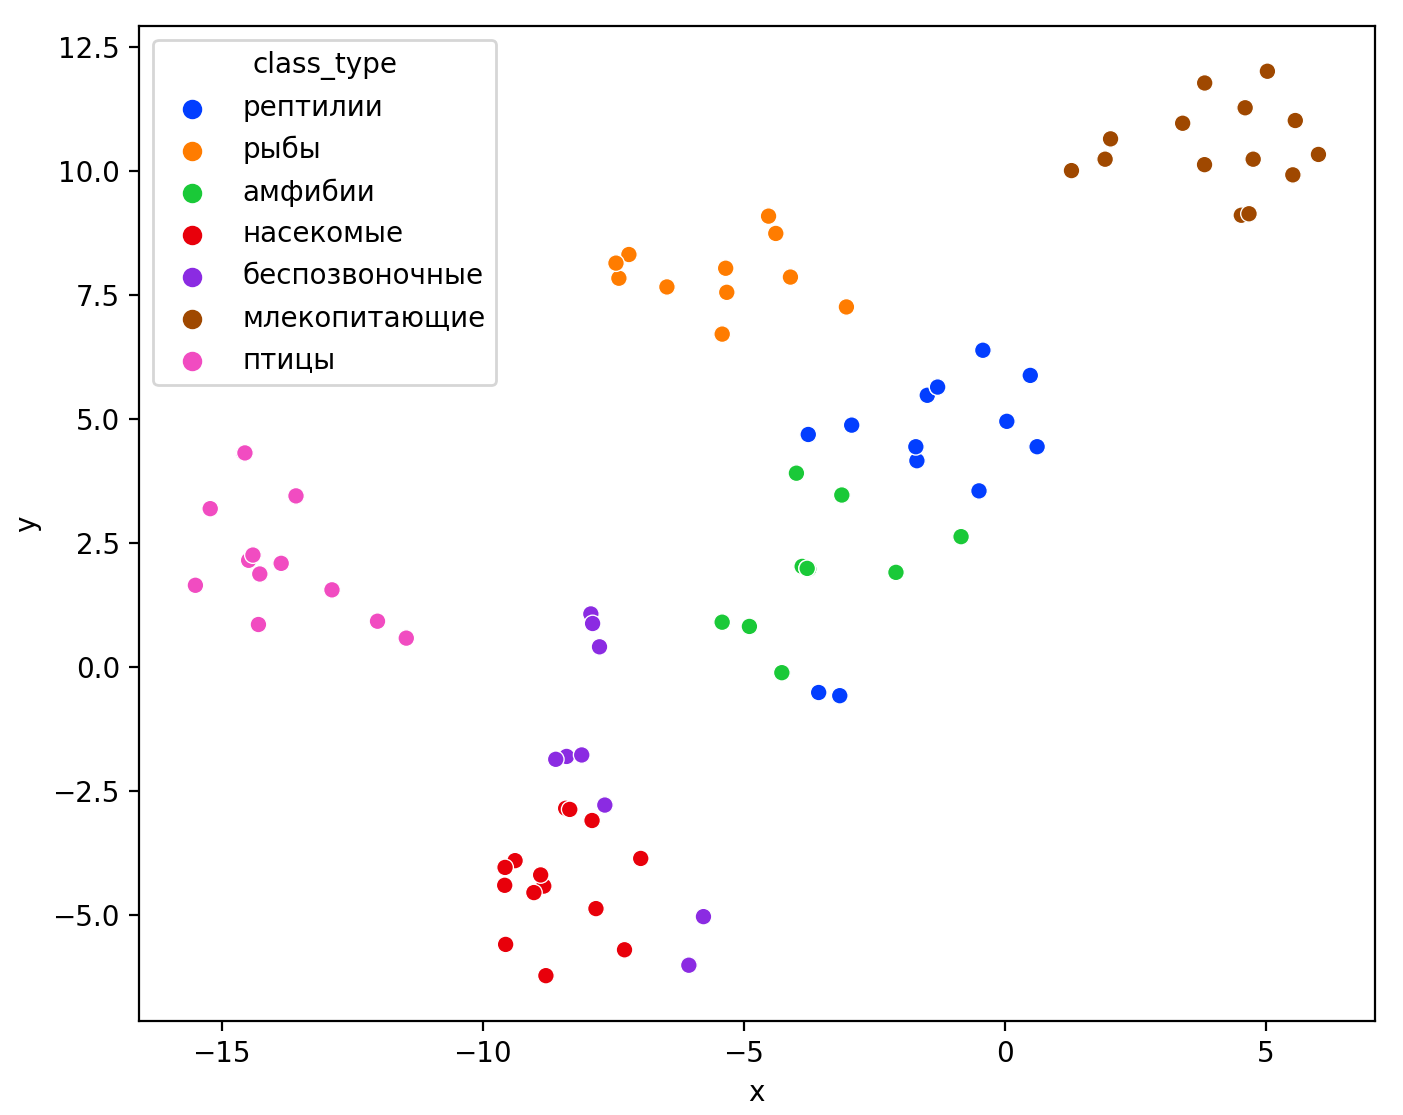 class_type
рептилии
рыбы
амфибии
насекомые
беспозвоночные
млекопитающие
птицы
12.5
10.0
7.5
5.0
2.5
0.0
−2.5
−5.0
y
−15
−10
−5
0
5
x